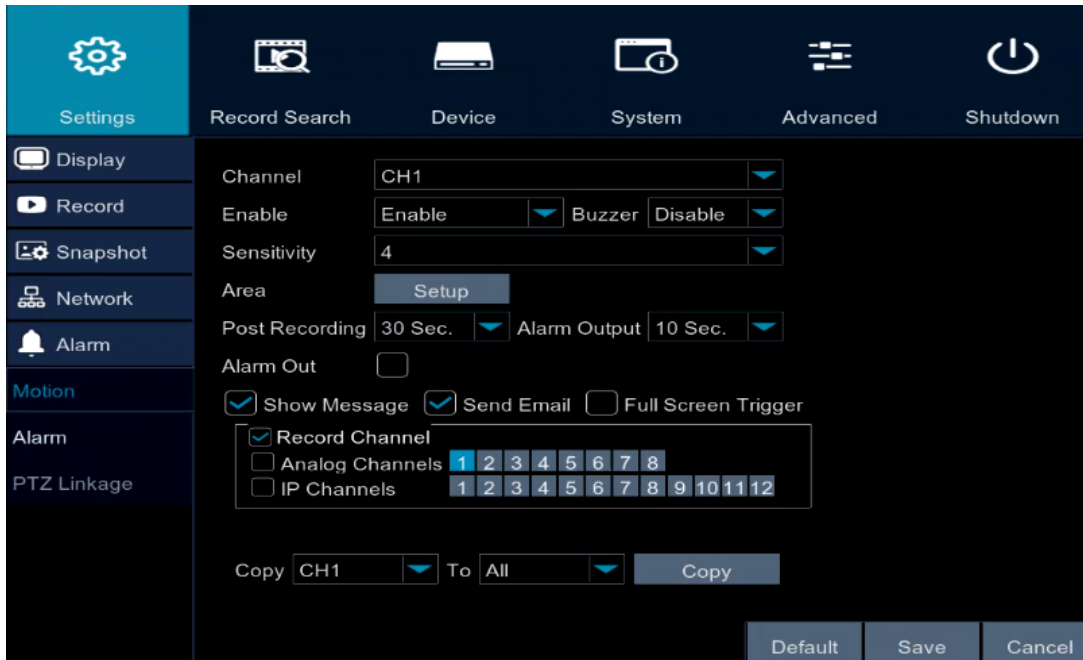 Settings Record Search Device System Advanced Shutdown
Display
Record
Snapshot
Network
Alarm
Motion
Alarm
PTZ Linkage
Channel CH1
Enable Enable Buzzer Disable
Sensitivity 4
Area Setup
Post Recording 30 Sec. Alarm Output 10 Sec.
Alarm Out
Show Message Send Email Full Screen Trigger
Record Channel
Analog Channels 1 2 3 4 5 6 7 8
IP Channels 1 2 3 4 5 6 7 8 9 10 11 12
Copy CH1 To All Copy
Default Save Cancel